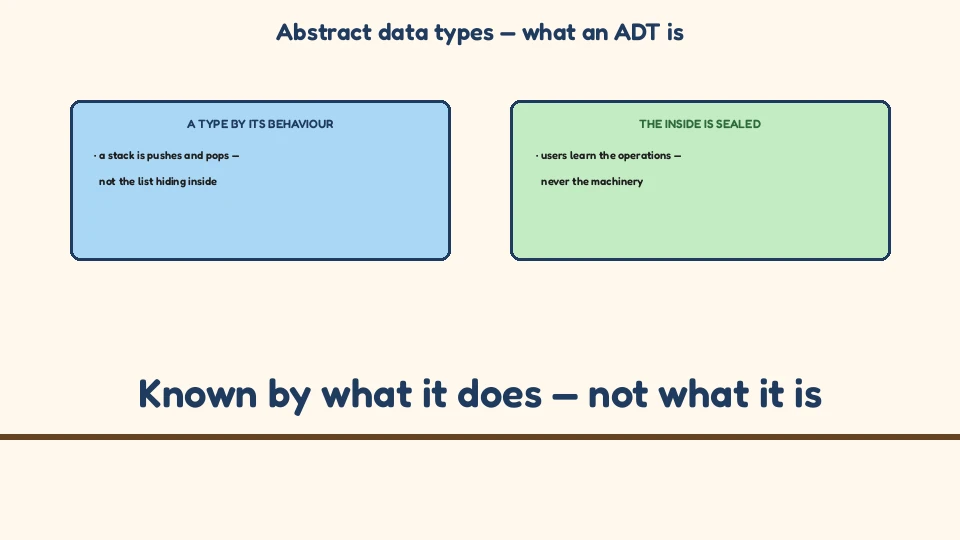 Abstract data types — what an ADT is
A TYPE BY ITS BEHAVIOUR
· a stack is pushes and pops —
not the list hiding inside
THE INSIDE IS SEALED
· users learn the operations —
never the machinery
Known by what it does — not what it is